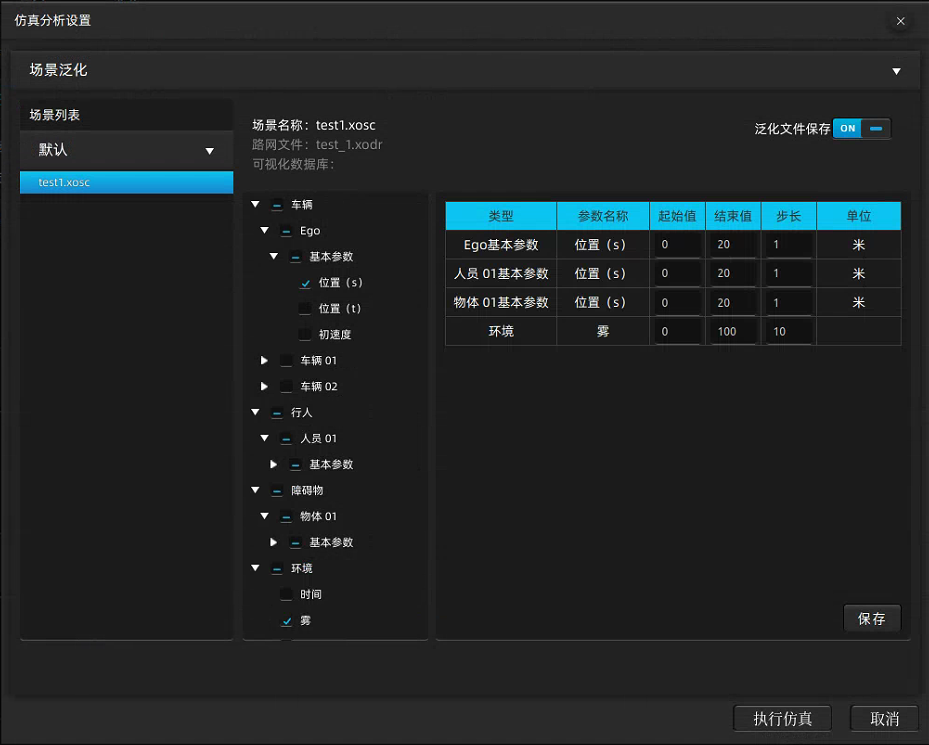 仿真分析设置
场景泛化
场景列表
默认
test1.xosc
场景名称：test1.xosc
路网文件：test_1.xodr
可视化数据库：
泛化文件保存 ON
车辆
Ego
基本参数
位置（s）
位置（t）
初速度
车辆 01
车辆 02
行人
人员 01
基本参数
障碍物
物体 01
基本参数
环境
时间
雾
类型 参数名称 起始值 结束值 步长 单位
Ego基本参数 位置（s） 0 20 1 米
人员 01基本参数 位置（s） 0 20 1 米
物体 01基本参数 位置（s） 0 20 1 米
环境 雾 0 100 10
保存
执行仿真 取消